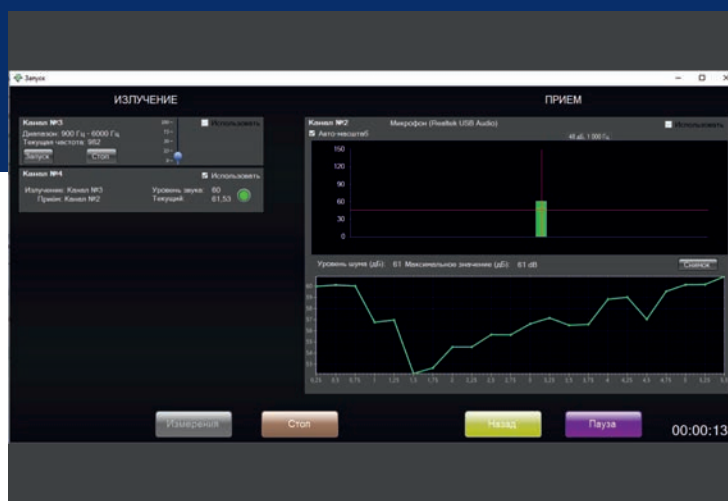 Запуск
ИЗЛУЧЕНИЕ
ПРИЕМ
Канал №3
Использовать
Диапазон: 900 Гц - 6000 Гц
Текущая частота: 982
Запуск
Стоп
Канал №4
Использовать
Излучение: Канал №3
Уровень звука: 60
Приём: Канал №2
Текущий: 61,53
Канал №2
Микрофон (Realtek USB Audio)
Использовать
Авто-масштаб
150
120
90
60
30
0
Уровень шума (дБ): 61 Максимальное значение (дБ): 61 dB
Снимок
Измерения
Стоп
Назад
Пауза
00:00:13